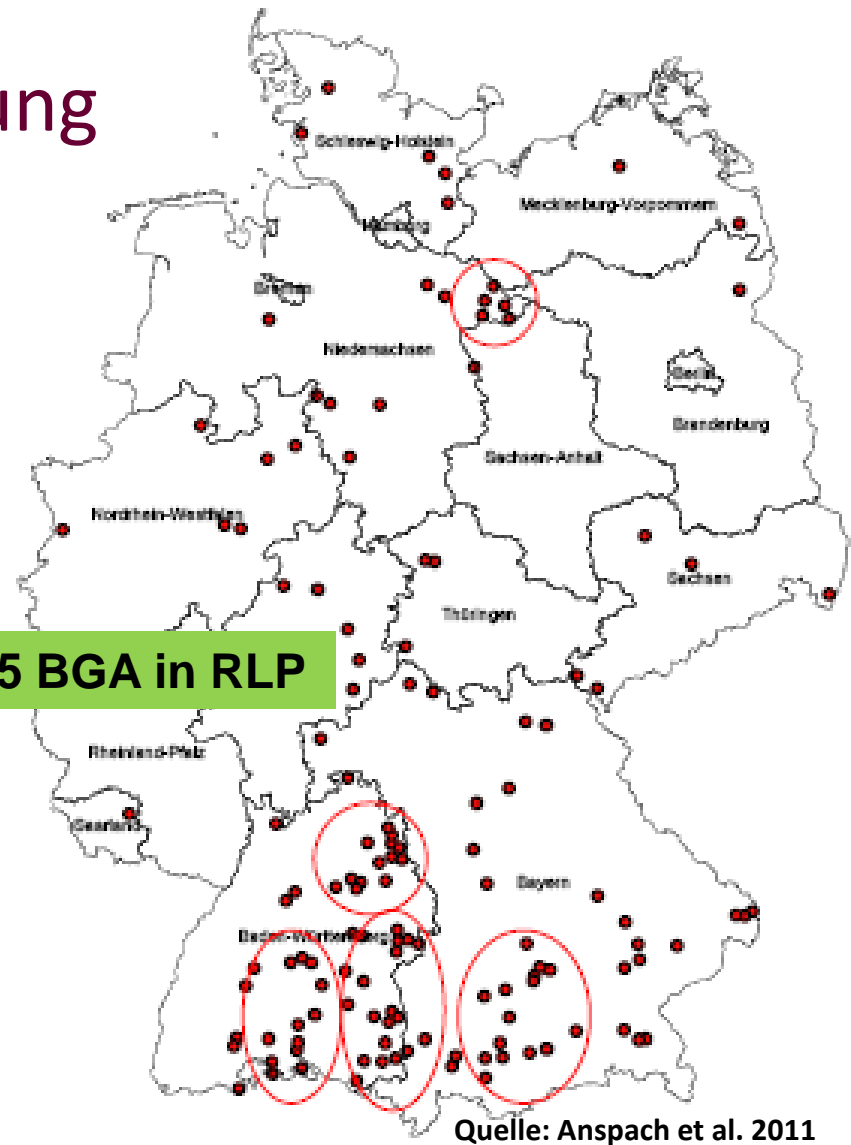 ung
Schleswig-Holstein
Mecklenburg-Vorpommern
Hamburg
Bremen
Niedersachsen
Berlin
Brandenburg
Sachsen-Anhalt
Nordrhein-Westfalen
Sachsen
Thüringen
5 BGA in RLP
Rheinland-Pfalz
Saarland
Bayern
Baden-Württemberg
Quelle: Anspach et al. 2011